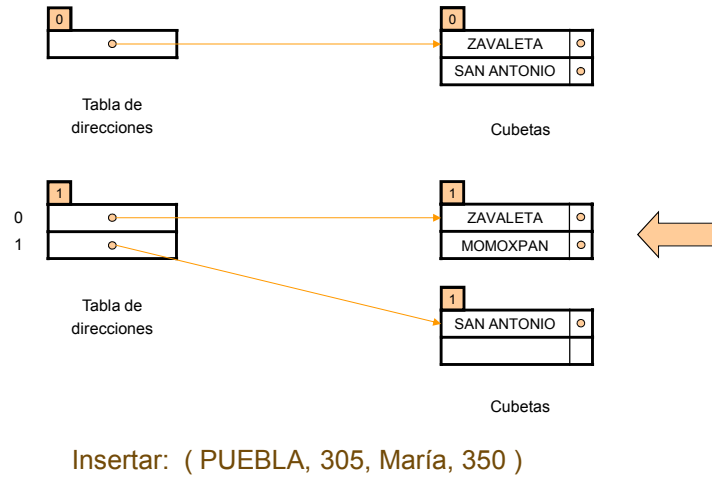 0
0
ZAVALETA
SAN ANTONIO
Tabla de
direcciones
Cubetas
1
1
0
ZAVALETA
1
MOMOXPAN
1
Tabla de
direcciones
SAN ANTONIO
Cubetas
Insertar: ( PUEBLA, 305, María, 350 )